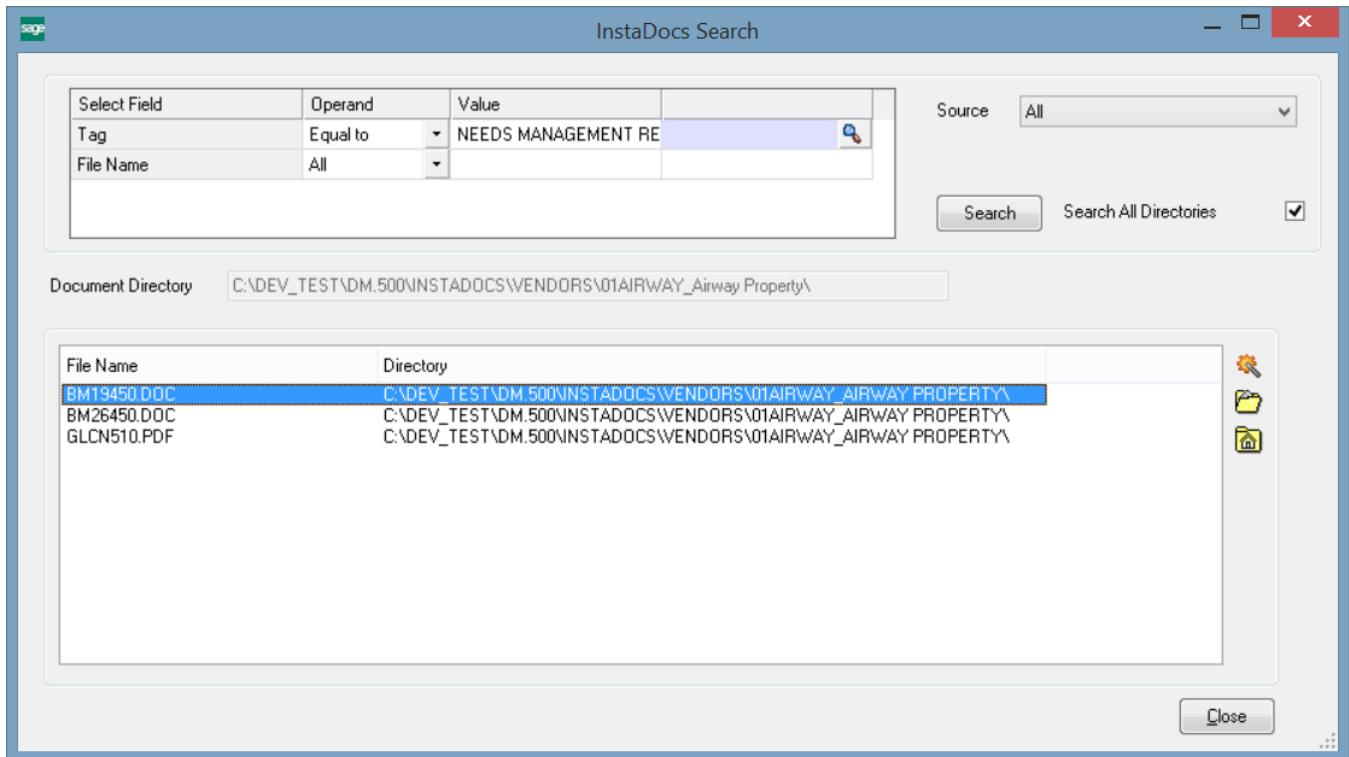 sage
InstaDocs Search
Select Field Operand Value
Tag Equal to NEEDS MANAGEMENT RE
File Name All
Source All
Search Search All Directories
Document Directory C:\DEV_TEST\DM.500\INSTADOCS\VENDORS\01AIRWAY_Airway Property\
File Name Directory
BM19450.DOC C:\DEV_TEST\DM.500\INSTADOCS\VENDORS\01AIRWAY_AIRWAY PROPERTY\
BM26450.DOC C:\DEV_TEST\DM.500\INSTADOCS\VENDORS\01AIRWAY_AIRWAY PROPERTY\
GLCN510.PDF C:\DEV_TEST\DM.500\INSTADOCS\VENDORS\01AIRWAY_AIRWAY PROPERTY\
Close